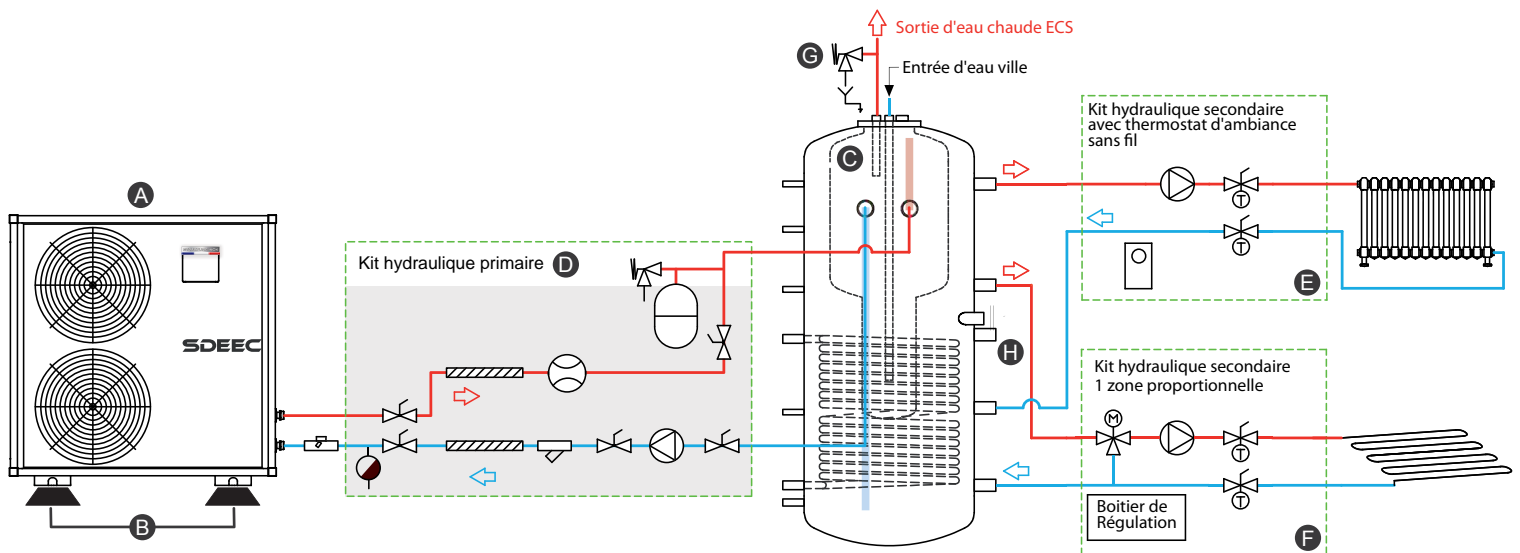 Sortie d'eau chaude ECS
G
Entrée d'eau ville
Kit hydraulique secondaire
avec thermostat d'ambiance
sans fil
C
A
T
T
Kit hydraulique primaire D
E
SDEEC
H
Kit hydraulique secondaire
1 zone proportionnelle
M
T
T
Boitier de
Régulation
B
F